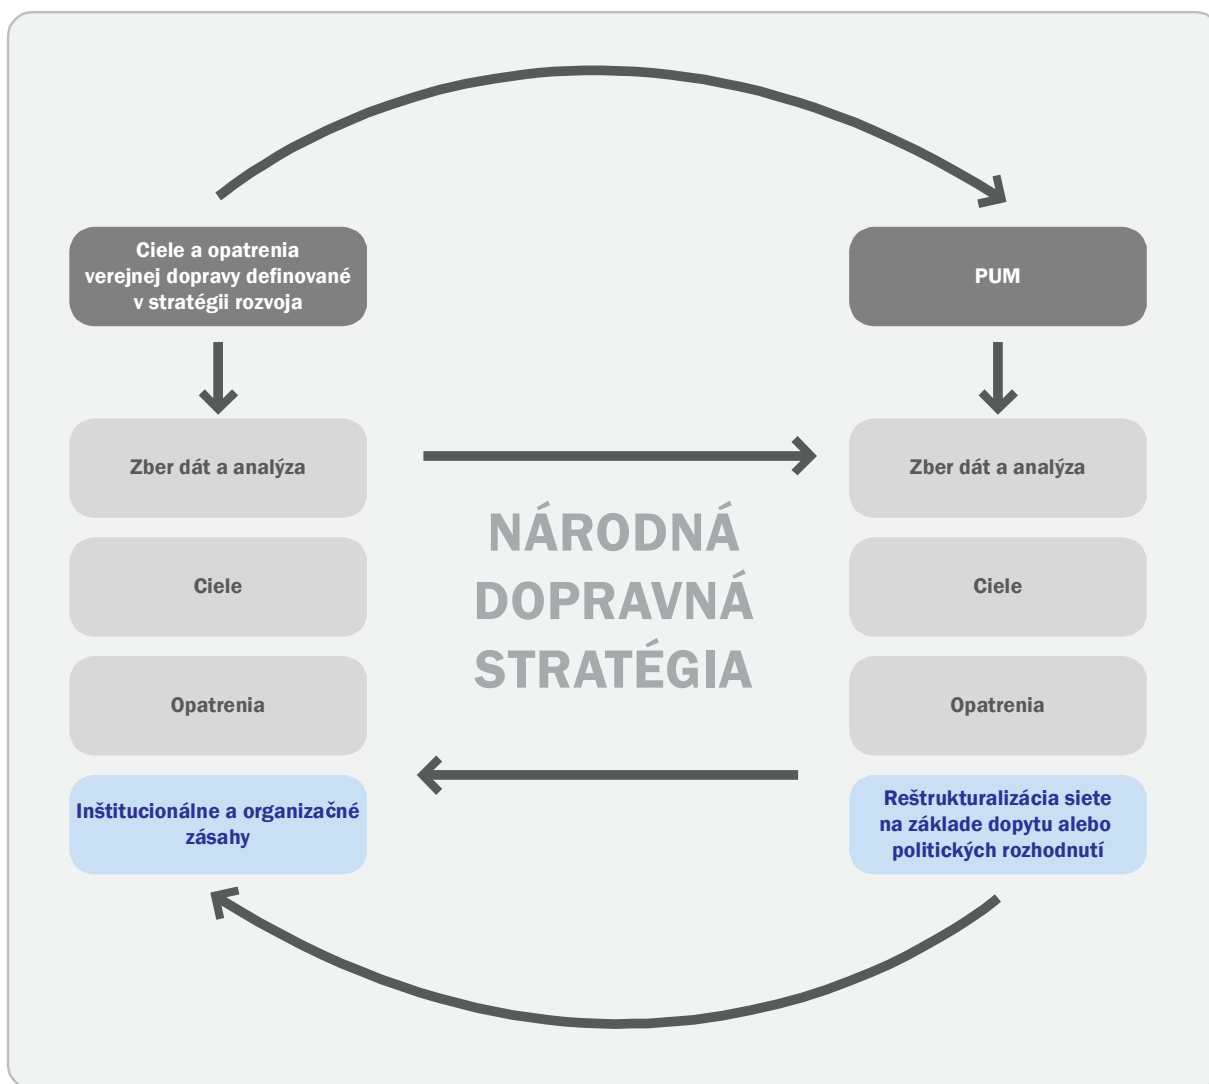 Ciele a opatrenia
verejnej dopravy definované
v stratégii rozvoja
Zber dát a analýza
Ciele
Opatrenia
Inštitucionálne a organizačné
zásahy
NÁRODNÁ
DOPRAVNÁ
STRATÉGIA
PUM
Zber dát a analýza
Ciele
Opatrenia
Reštrukturalizácia siete
na základe dopytu alebo
politických rozhodnutí